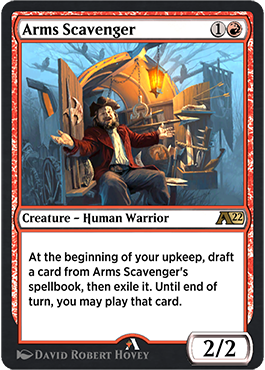 Arms Scavenger 1
Creature – Human Warrior A22
At the beginning of your upkeep, draft
a card from Arms Scavenger's
spellbook, then exile it. Until end of
turn, you may play that card.
DAVID ROBERT HOVEY
2/2